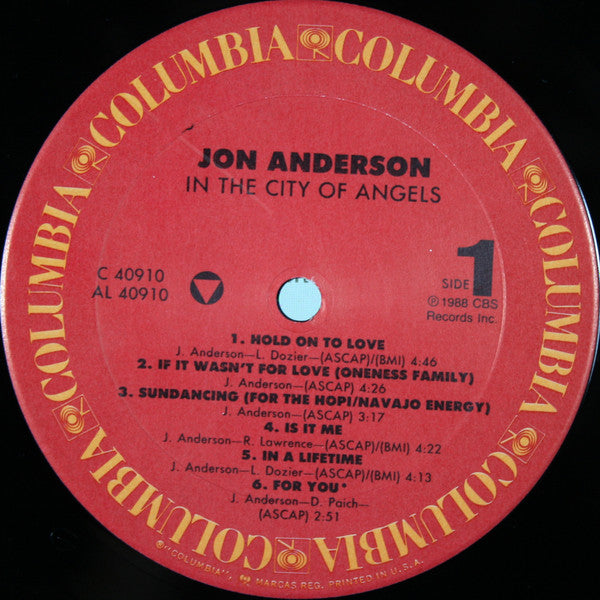 COLUMBIA COLUMBIA COLUMBIA COLUMBIA COLUMBIA COLUMBIA
JON ANDERSON
IN THE CITY OF ANGELS
C 40910
AL 40910
SIDE 1
℗ 1988 CBS
Records Inc.
1. HOLD ON TO LOVE
J. Anderson—L. Dozier—(ASCAP)/(BMI) 4:46
2. IF IT WASN'T FOR LOVE (ONENESS FAMILY)
J. Anderson—(ASCAP) 4:26
3. SUNDANCING (FOR THE HOPI/NAVAJO ENERGY)
J. Anderson—(ASCAP) 3:17
4. IS IT ME
J. Anderson—R. Lawrence—(ASCAP)/(BMI) 4:22
5. IN A LIFETIME
J. Anderson—L. Dozier—(ASCAP)/(BMI) 4:13
6. FOR YOU*
J. Anderson—D. Paich—
(ASCAP) 2:51
"COLUMBIA", MARCAS REG. PRINTED IN U.S.A.